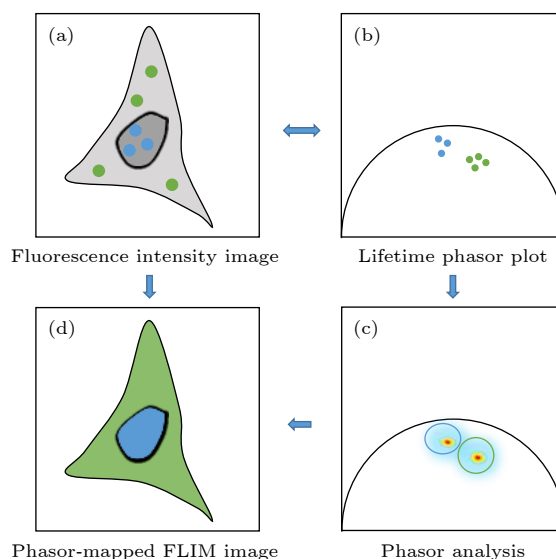 (a)
(b)
Fluorescence intensity image
Lifetime phasor plot
(d)
(c)
Phasor-mapped FLIM image
Phasor analysis